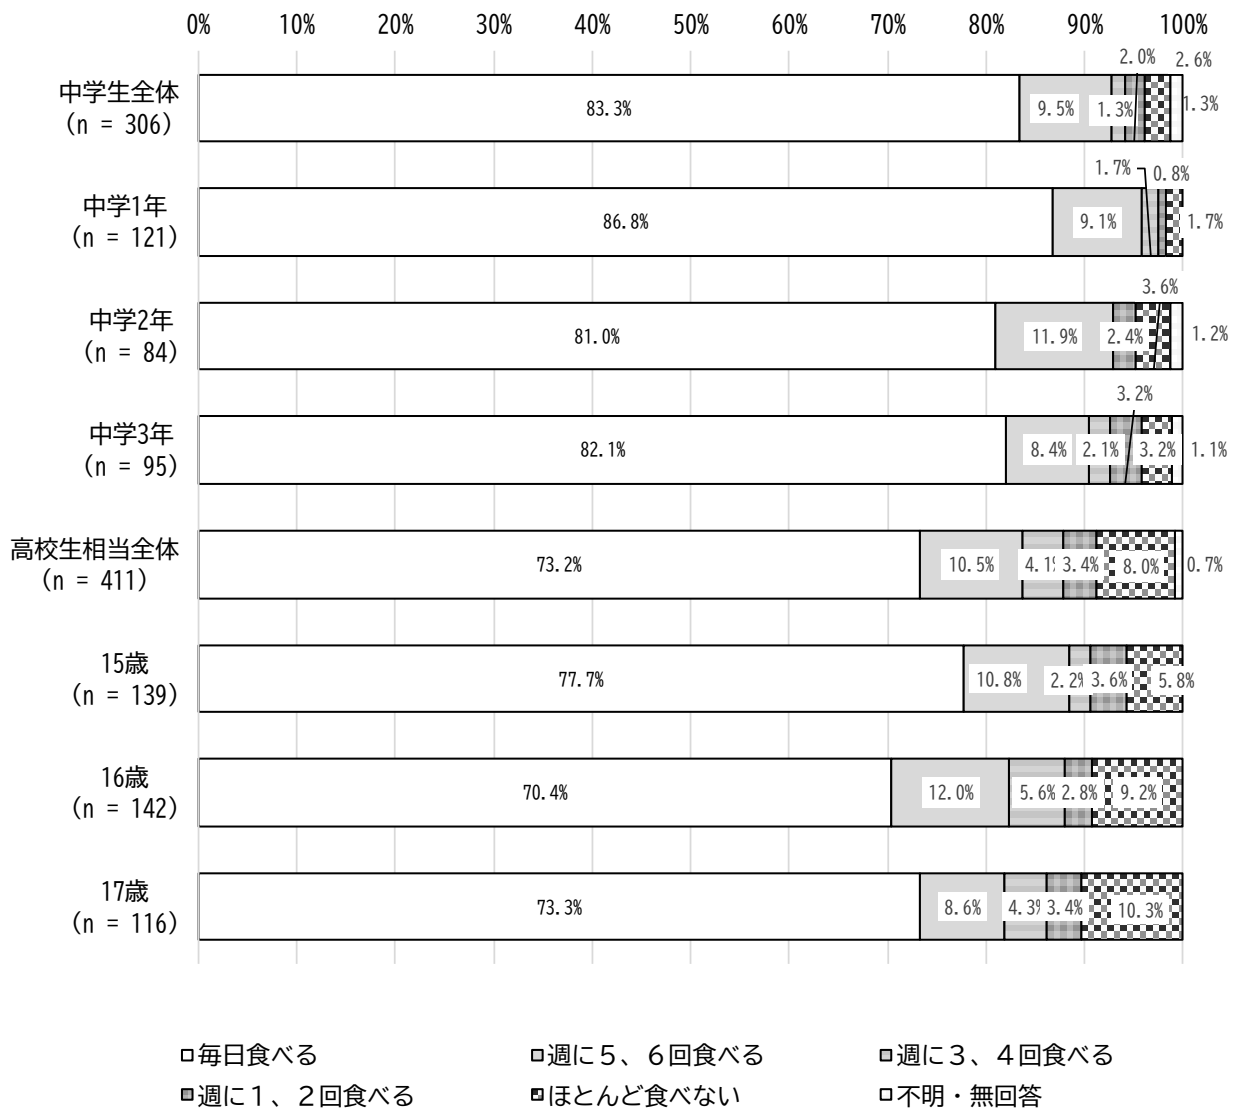 0% 10% 20% 30% 40% 50% 60% 70% 80% 90% 100%
2.0% 2.6%
中学生全体
(n = 306)
83.3% 9.5% 1.3% 1.3%
1.7% 0.8%
中学1年
(n = 121)
86.8% 9.1% 1.7%
3.6%
中学2年
(n = 84)
81.0% 11.9% 2.4% 1.2%
3.2%
中学3年
(n = 95)
82.1% 8.4% 2.1% 3.2% 1.1%
高校生相当全体
(n = 411)
73.2% 10.5% 4.1% 3.4% 8.0% 0.7%
15歳
(n = 139)
77.7% 10.8% 2.2% 3.6% 5.8%
16歳
(n = 142)
70.4% 12.0% 5.6% 2.8% 9.2%
17歳
(n = 116)
73.3% 8.6% 4.3% 3.4% 10.3%
毎日食べる 週に５、６回食べる 週に３、４回食べる
週に１、２回食べる ほとんど食べない 不明・無回答